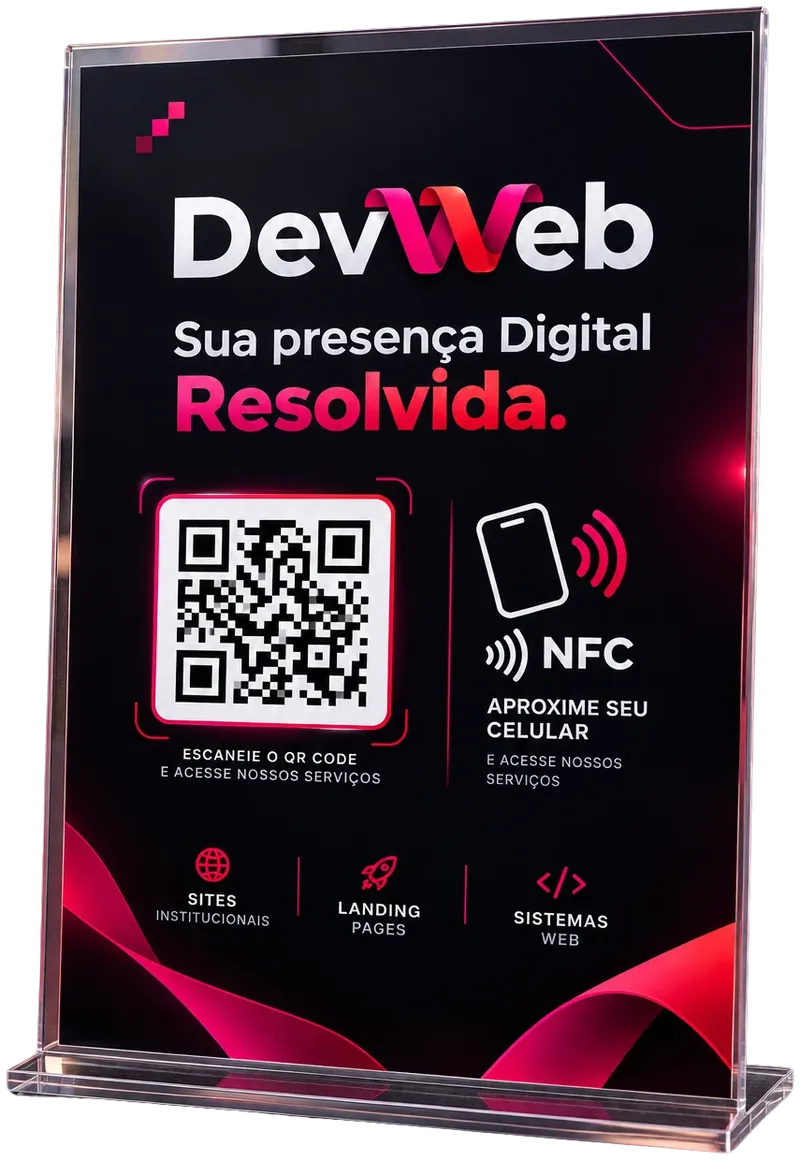 DevWeb
Sua presença Digital
Resolvida.
ESCANEIE O QR CODE
E ACESSE NOSSOS SERVIÇOS
NFC
APROXIME SEU
CELULAR
E ACESSE NOSSOS
SERVIÇOS
SITES
INSTITUCIONAIS
LANDING
PAGES
SISTEMAS
WEB